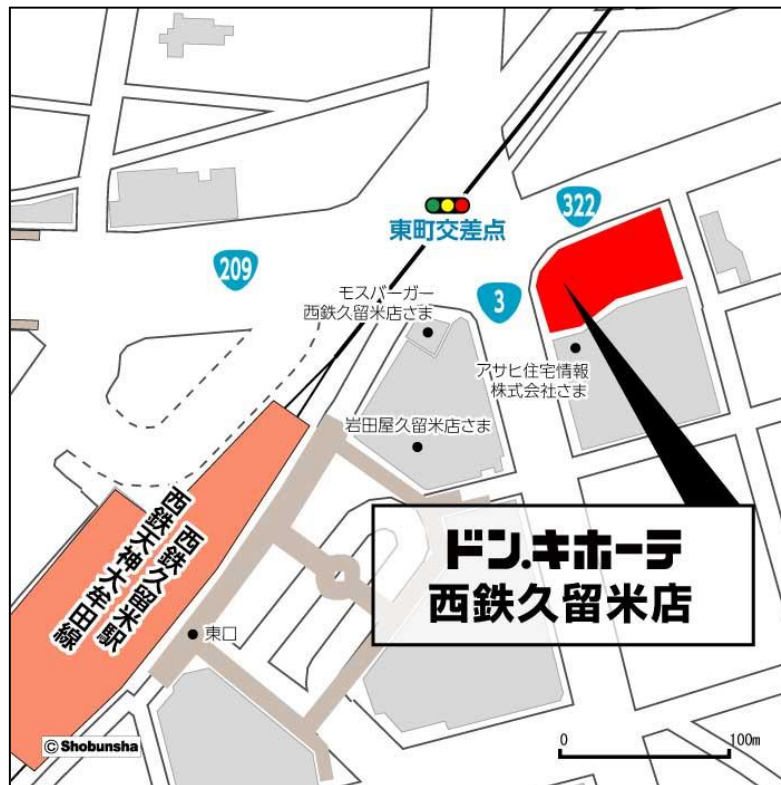 322
東町交差点
209
モスバーガー
西鉄久留米店さま
3
アサヒ住宅情報
株式会社さま
岩田屋久留米店さま
ドン.キホーテ
西鉄久留米店
西鉄久留米駅
西鉄天神大牟田線
東口
© Shobunsha
0 100m